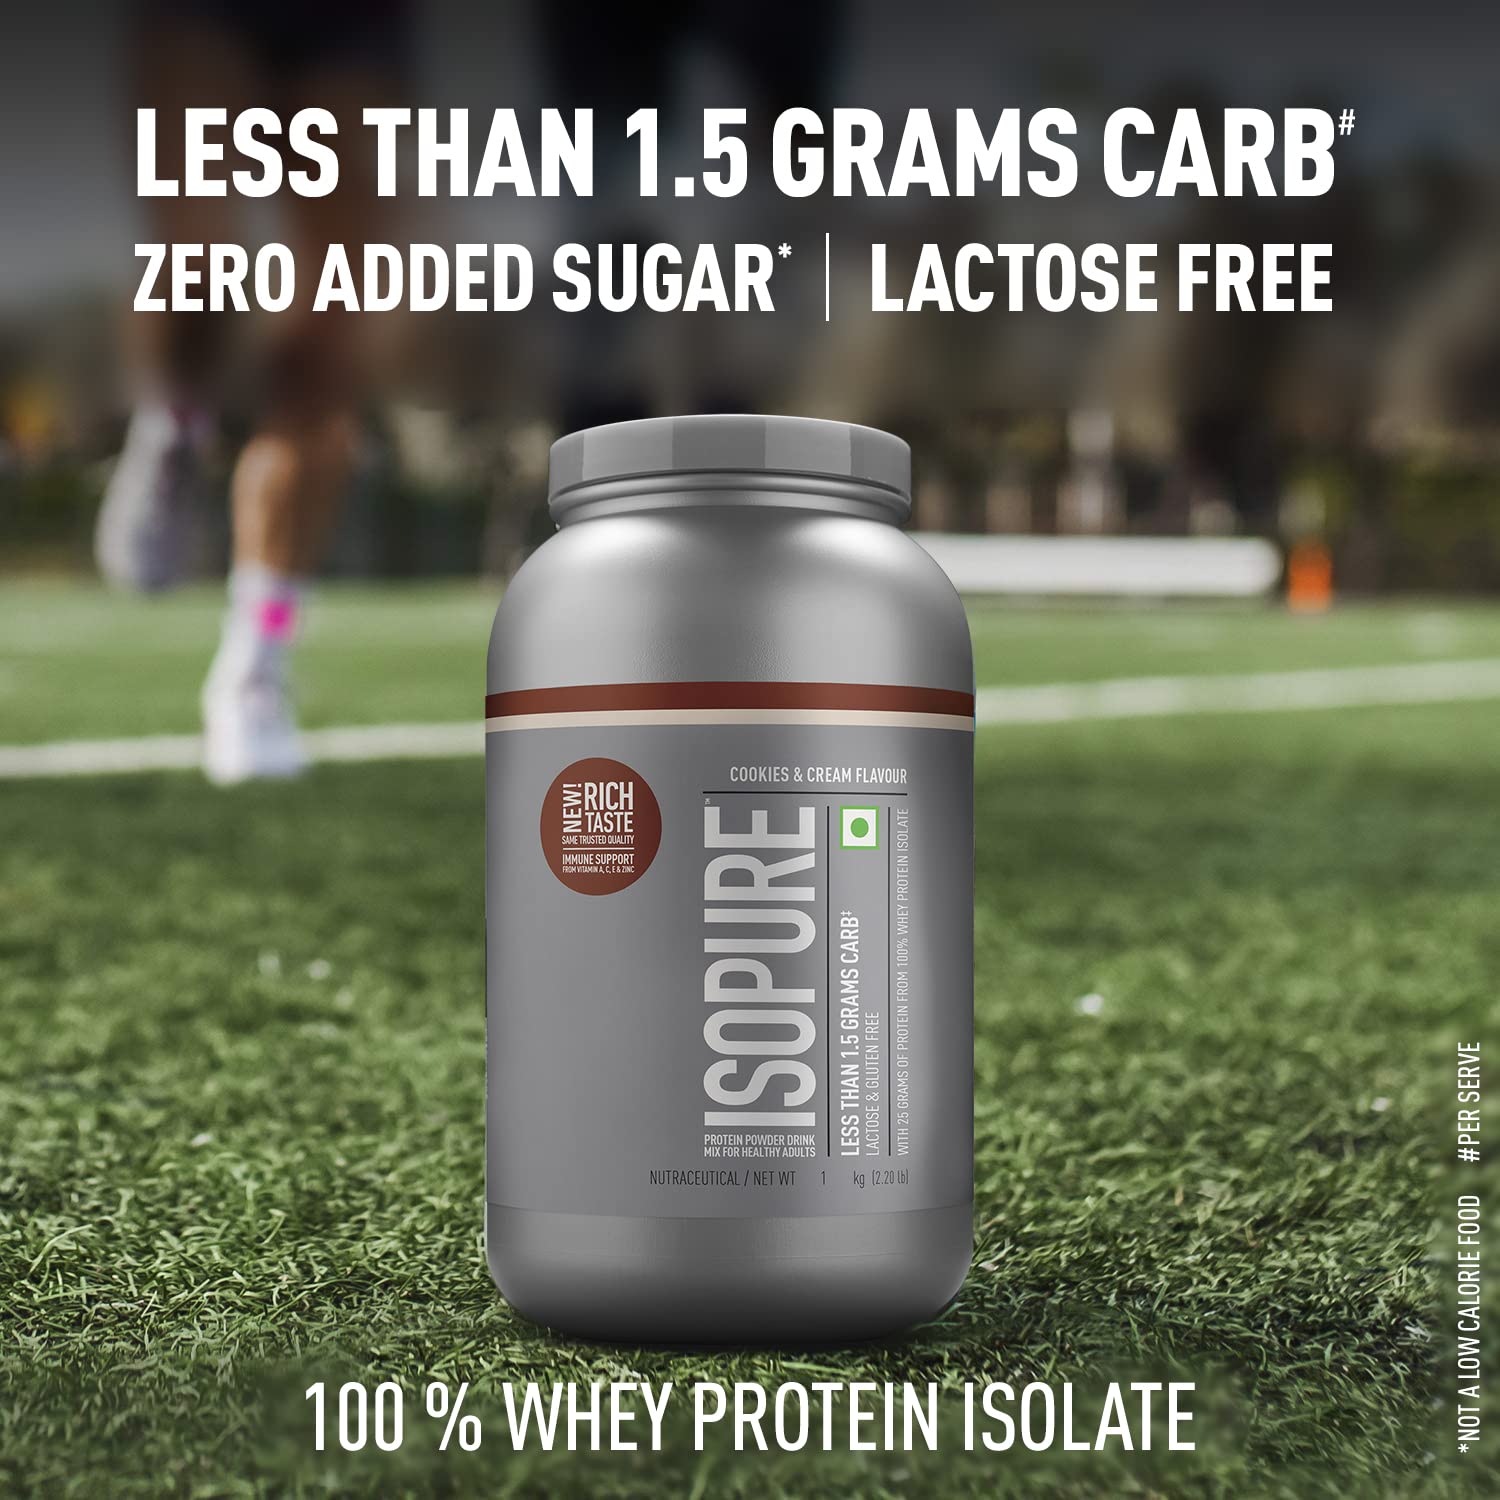 LESS THAN 1.5 GRAMS CARB#
ZERO ADDED SUGAR* | LACTOSE FREE
COOKIES & CREAM FLAVOUR
NEW! RICH
TASTE
SAME TRUSTED QUALITY
IMMUNE SUPPORT
FROM VITAMIN A, C, E & ZINC
ISOPURE™
PROTEIN POWDER DRINK
MIX FOR HEALTHY ADULTS
LESS THAN 1.5 GRAMS CARB‡
LACTOSE & GLUTEN FREE
WITH 25 GRAMS OF PROTEIN FROM 100% WHEY PROTEIN ISOLATE
NUTRACEUTICAL / NET WT 1 kg (2.20 lb)
100 % WHEY PROTEIN ISOLATE
*NOT A LOW CALORIE FOOD #PER SERVE